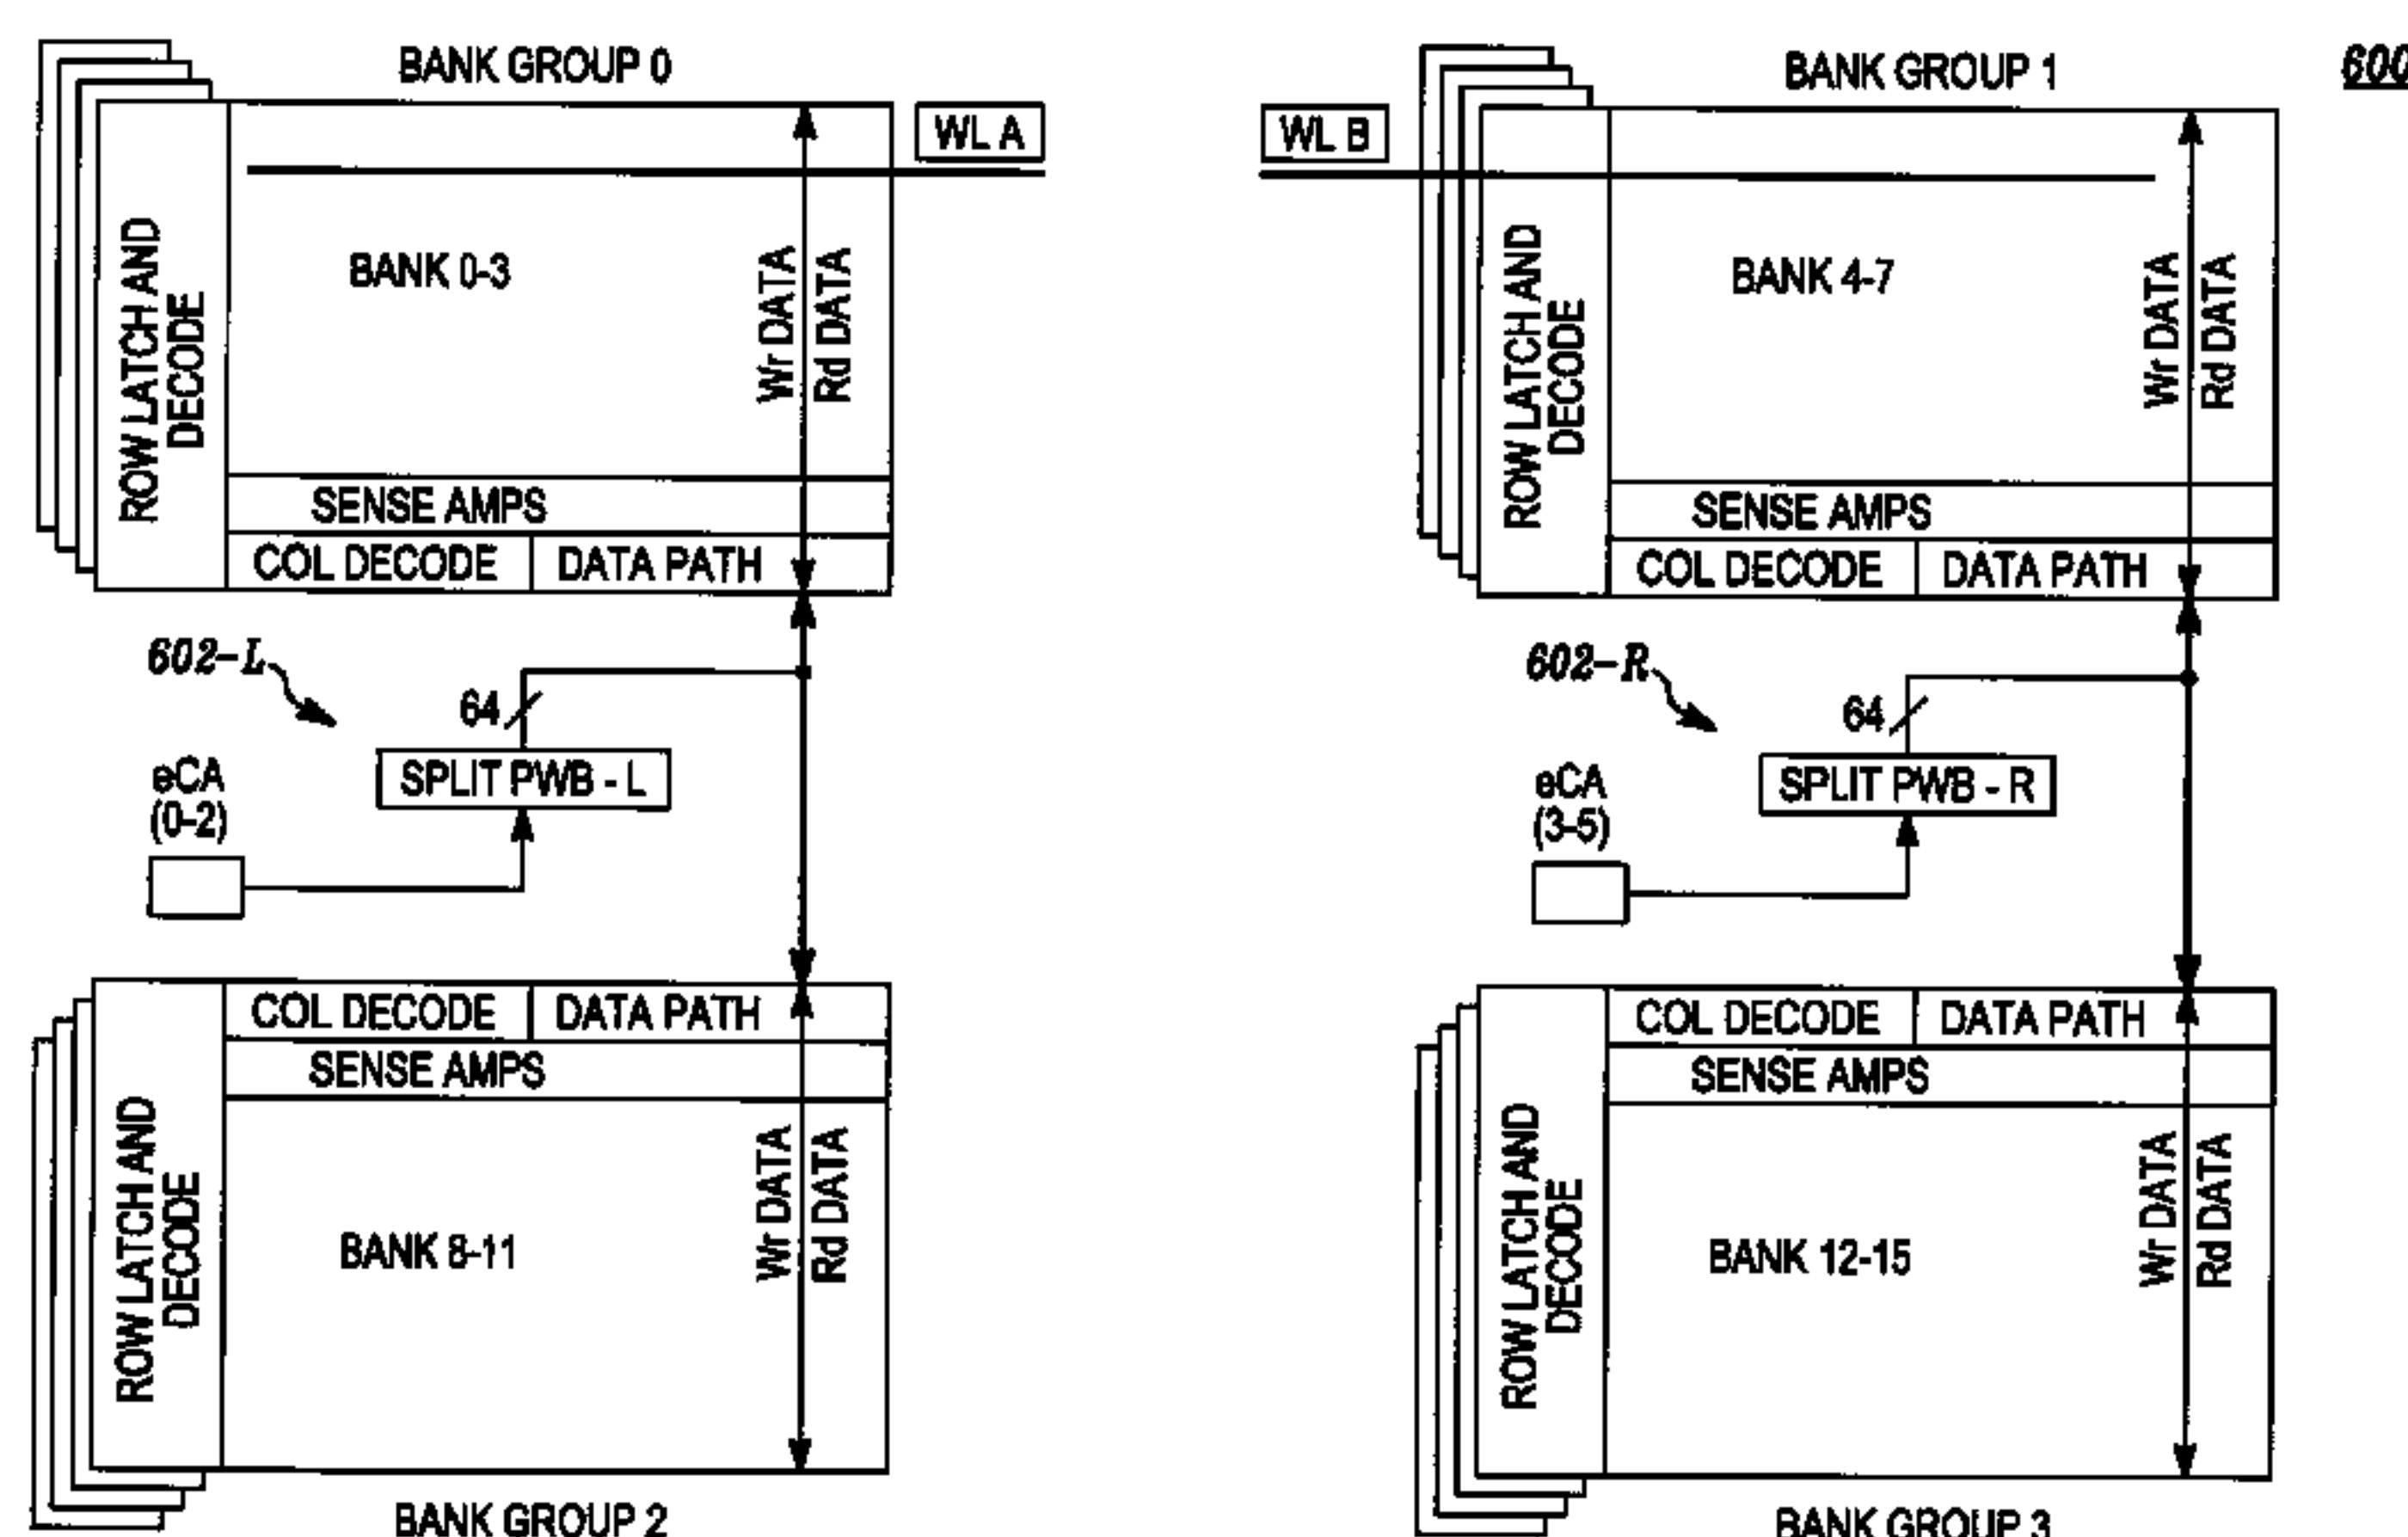 BANK GROUP 0
BANK GROUP 1
600
WL A
WL B
ROW LATCH AND
DECODE
BANK 0-3
Wr DATA
Rd DATA
SENSE AMPS
COL DECODE
DATA PATH
ROW LATCH AND
DECODE
BANK 4-7
Wr DATA
Rd DATA
SENSE AMPS
COL DECODE
DATA PATH
602-L
64
SPLIT PWB - L
eCA
(0-2)
602-R
64
SPLIT PWB - R
eCA
(3-5)
ROW LATCH AND
DECODE
COL DECODE
DATA PATH
SENSE AMPS
BANK 8-11
Wr DATA
Rd DATA
BANK GROUP 2
ROW LATCH AND
DECODE
COL DECODE
DATA PATH
SENSE AMPS
BANK 12-15
Wr DATA
Rd DATA
BANK GROUP 3